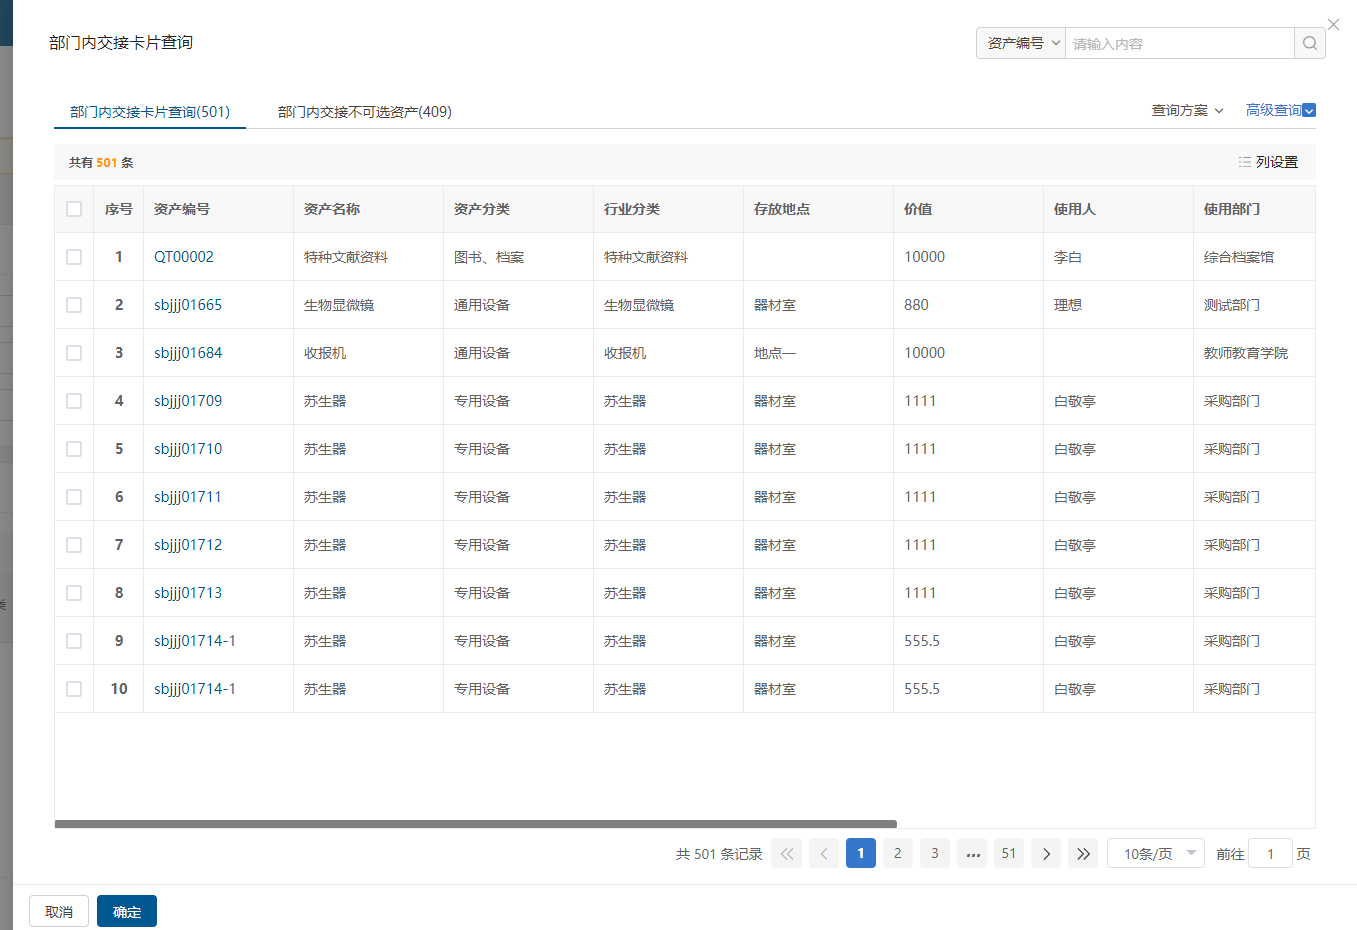 部门内交接卡片查询
资产编号 请输入内容
部门内交接卡片查询(501) 部门内交接不可选资产(409) 查询方案 高级查询
共有 501 条 列设置
序号 资产编号 资产名称 资产分类 行业分类 存放地点 价值 使用人 使用部门
1 QT00002 特种文献资料 图书、档案 特种文献资料 10000 李白 综合档案馆
2 sbjjj01665 生物显微镜 通用设备 生物显微镜 器材室 880 理想 测试部门
3 sbjjj01684 收报机 通用设备 收报机 地点一 10000 教师教育学院
4 sbjjj01709 苏生器 专用设备 苏生器 器材室 1111 白敬亭 采购部门
5 sbjjj01710 苏生器 专用设备 苏生器 器材室 1111 白敬亭 采购部门
6 sbjjj01711 苏生器 专用设备 苏生器 器材室 1111 白敬亭 采购部门
7 sbjjj01712 苏生器 专用设备 苏生器 器材室 1111 白敬亭 采购部门
8 sbjjj01713 苏生器 专用设备 苏生器 器材室 1111 白敬亭 采购部门
9 sbjjj01714-1 苏生器 专用设备 苏生器 器材室 555.5 白敬亭 采购部门
10 sbjjj01714-1 苏生器 专用设备 苏生器 器材室 555.5 白敬亭 采购部门
共 501 条记录 1 2 3 ... 51 10条/页 前往 1 页
取消 确定